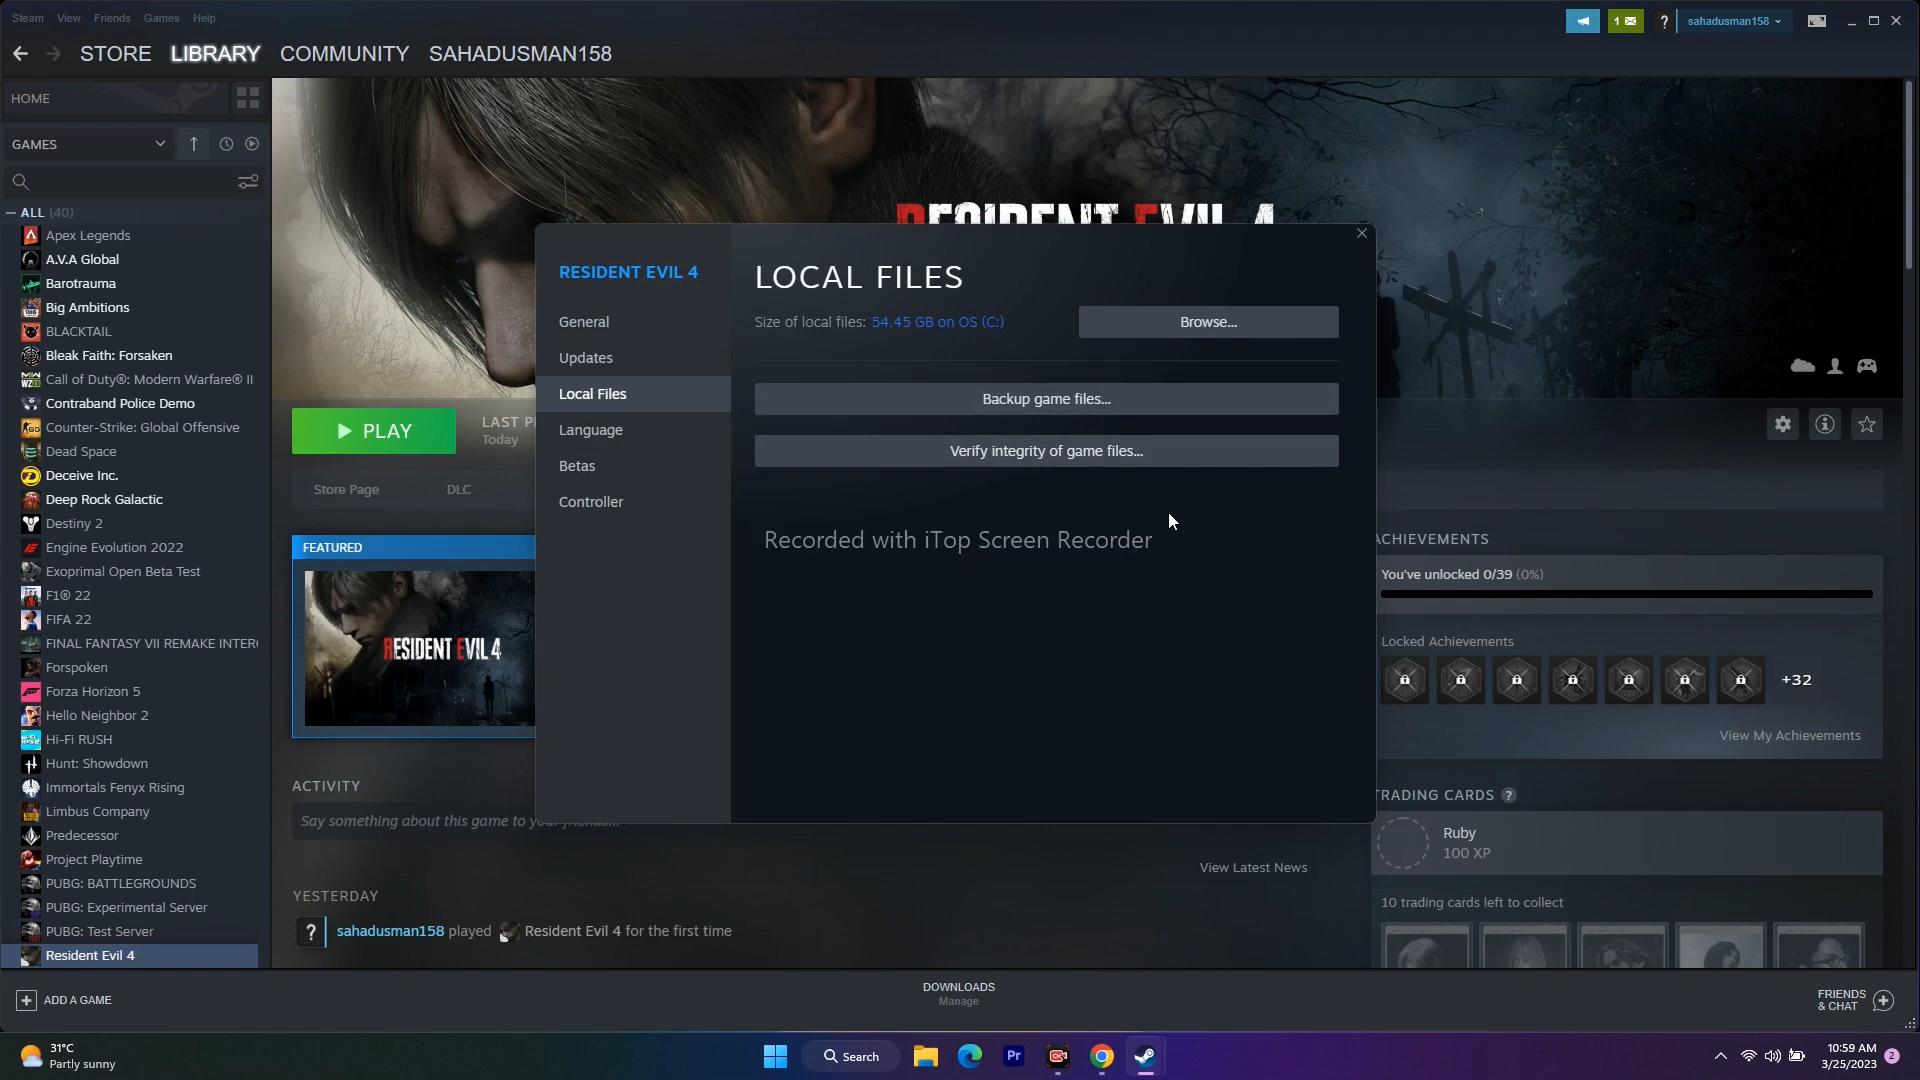 Steam View Friends Games Help
1
?
sahadusman158
STORE LIBRARY COMMUNITY SAHADUSMAN158
HOME
GAMES
ALL (40)
Apex Legends
A.V.A Global
Barotrauma
Big Ambitions
BLACKTAIL
Bleak Faith: Forsaken
Call of Duty®: Modern Warfare® II
Contraband Police Demo
Counter-Strike: Global Offensive
Dead Space
Deceive Inc.
Deep Rock Galactic
Destiny 2
Engine Evolution 2022
Exoprimal Open Beta Test
F1® 22
FIFA 22
FINAL FANTASY VII REMAKE INTER
Forspoken
Forza Horizon 5
Hello Neighbor 2
Hi-Fi RUSH
Hunt: Showdown
Immortals Fenyx Rising
Limbus Company
Predecessor
Project Playtime
PUBG: BATTLEGROUNDS
PUBG: Experimental Server
PUBG: Test Server
Resident Evil 4
ADD A GAME
RESIDENT EVIL 4
PLAY
LAST P
Today
Store Page DLC
FEATURED
RESIDENT EVIL 4
ACTIVITY
Say something about this game to your friends...
View Latest News
YESTERDAY
? sahadusman158 played Resident Evil 4 for the first time
RESIDENT EVIL 4
General
Updates
Local Files
Language
Betas
Controller
LOCAL FILES
Size of local files: 54.45 GB on OS (C:)
Browse...
Backup game files...
Verify integrity of game files...
Recorded with iTop Screen Recorder
ACHIEVEMENTS
You've unlocked 0/39 (0%)
Locked Achievements
+32
View My Achievements
TRADING CARDS ?
Ruby
100 XP
10 trading cards left to collect
DOWNLOADS
Manage
FRIENDS
& CHAT
31°C
Partly sunny
Search
Pr
10:59 AM
3/25/2023
2